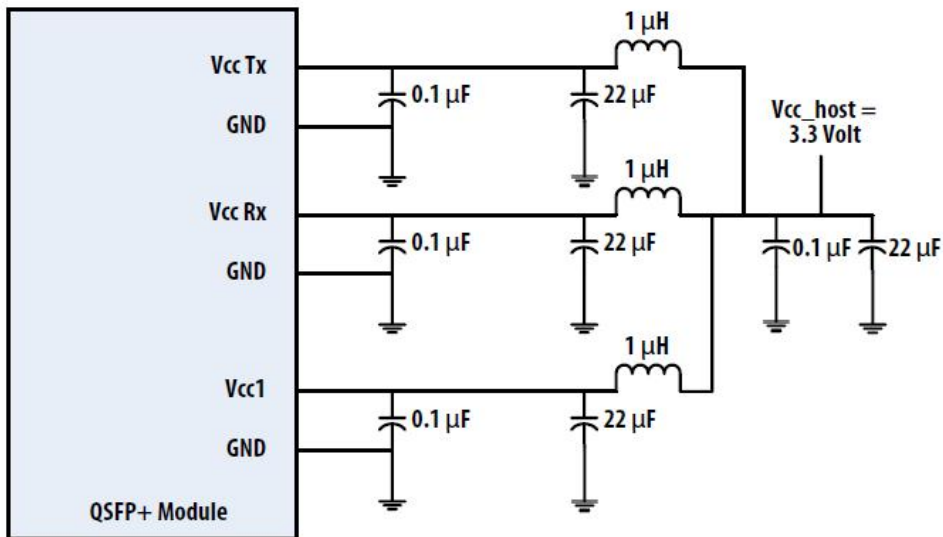 1 μH
Vcc Tx
0.1 μF
22 μF
GND
Vcc_host =
3.3 Volt
1 μH
Vcc Rx
0.1 μF
22 μF
0.1 μF
22 μF
GND
1 μH
Vcc1
0.1 μF
22 μF
GND
QSFP+ Module